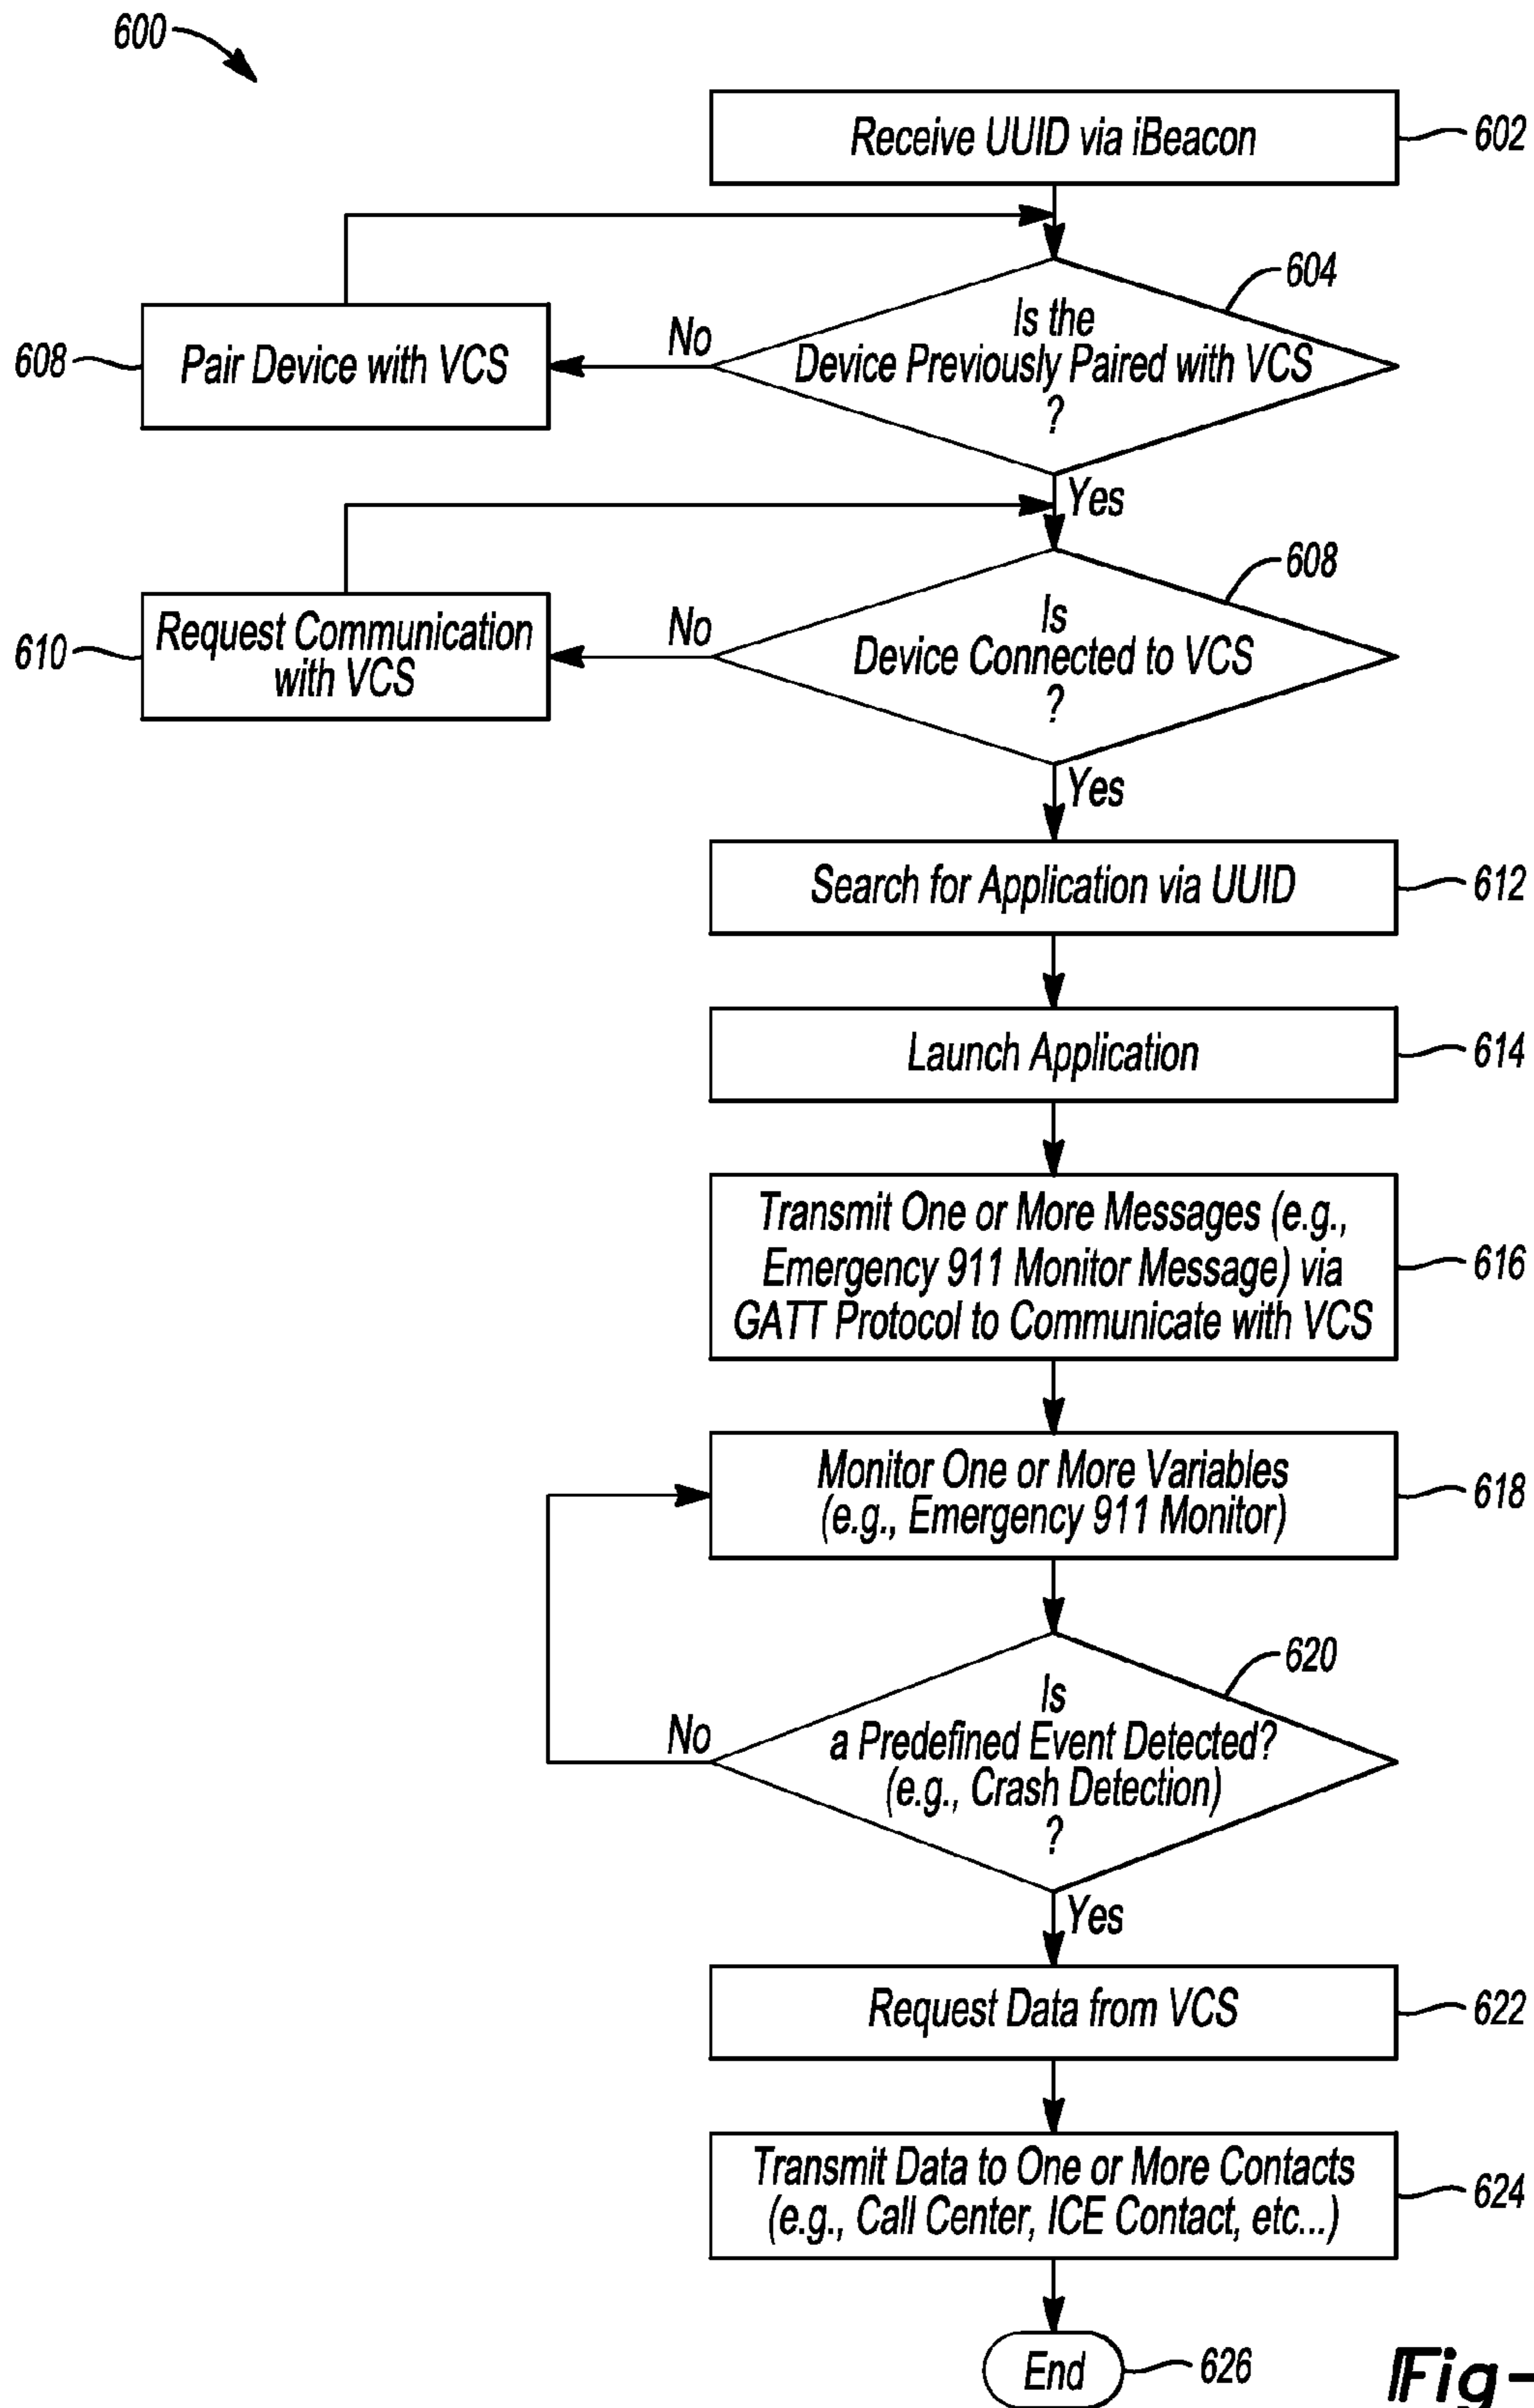 600
Receive UUID via iBeacon
602
604
Is the
Device Previously Paired with VCS
?
No
608
Pair Device with VCS
Yes
608
Is
Device Connected to VCS
?
No
610
Request Communication
with VCS
Yes
Search for Application via UUID
612
Launch Application
614
Transmit One or More Messages (e.g.,
Emergency 911 Monitor Message) via
GATT Protocol to Communicate with VCS
616
Monitor One or More Variables
(e.g., Emergency 911 Monitor)
618
620
Is
a Predefined Event Detected?
(e.g., Crash Detection)
?
No
Yes
Request Data from VCS
622
Transmit Data to One or More Contacts
(e.g., Call Center, ICE Contact, etc...)
624
End
626
Fig-